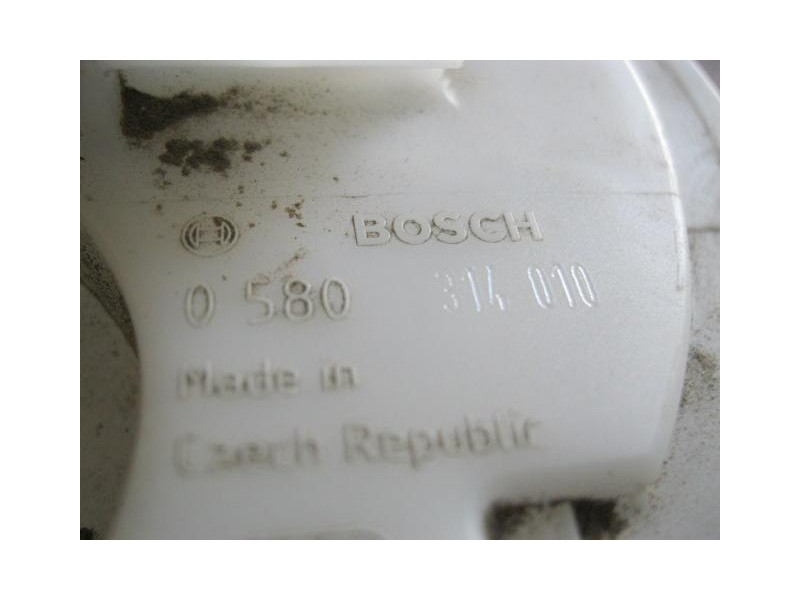 BOSCH
0 580 314 010
Made in
Czech Republic